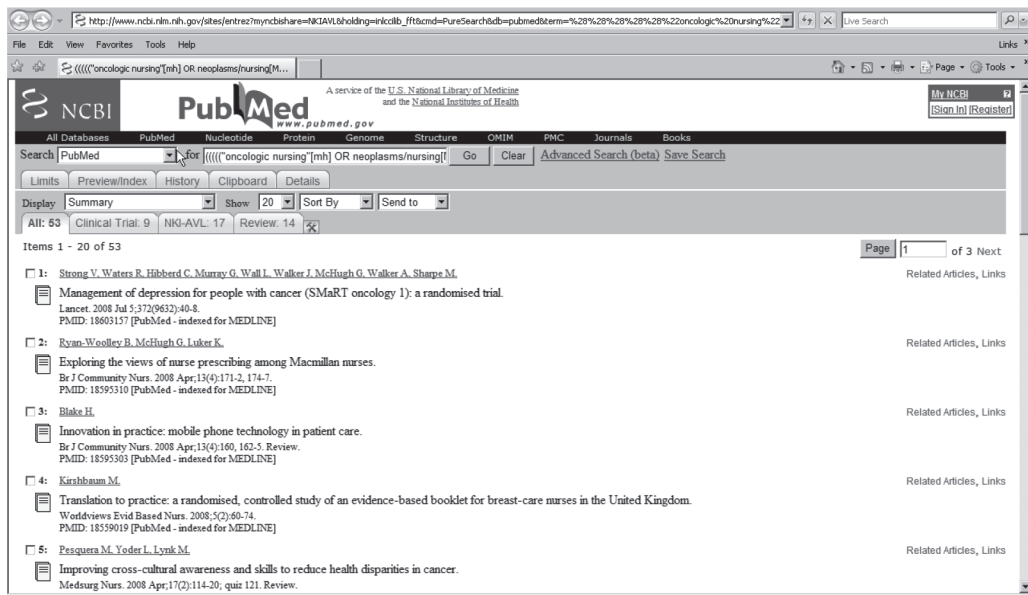 http://www.ncbi.nlm.nih.gov/sites/entrez?myncbishare=NKIAVL&holding=inlccilib_fft&cmd=PureSearch&db=pubmed&term=%28%28%28%28%28%22oncologic%20nursing%22 Live Search
File Edit View Favorites Tools Help Links
((((("oncologic nursing"[mh] OR neoplasms/nursing[M... Page Tools
A service of the U.S. National Library of Medicine
and the National Institutes of Health
NCBI PubMed
www.pubmed.gov
My NCBI
[Sign In] [Register]
All Databases PubMed Nucleotide Protein Genome Structure OMIM PMC Journals Books
Search PubMed for ((((("oncologic nursing"[mh] OR neoplasms/nursing[ Go Clear Advanced Search (beta) Save Search
Limits Preview/Index History Clipboard Details
Display Summary Show 20 Sort By Send to
All: 53 Clinical Trial: 9 NKI-AVL: 17 Review: 14
Items 1 - 20 of 53 Page 1 of 3 Next
1: Strong V, Waters R, Hibberd C, Murray G, Wall L, Walker J, McHugh G, Walker A, Sharpe M. Related Articles, Links
Management of depression for people with cancer (SMaRT oncology 1): a randomised trial.
Lancet. 2008 Jul 5;372(9632):40-8.
PMID: 18603157 [PubMed - indexed for MEDLINE]
2: Ryan-Woolley B, McHugh G, Luker K. Related Articles, Links
Exploring the views of nurse prescribing among Macmillan nurses.
Br J Community Nurs. 2008 Apr;13(4):171-2, 174-7.
PMID: 18595310 [PubMed - indexed for MEDLINE]
3: Blake H. Related Articles, Links
Innovation in practice: mobile phone technology in patient care.
Br J Community Nurs. 2008 Apr;13(4):160, 162-5. Review.
PMID: 18595303 [PubMed - indexed for MEDLINE]
4: Kirshbaum M. Related Articles, Links
Translation to practice: a randomised, controlled study of an evidence-based booklet for breast-care nurses in the United Kingdom.
Worldviews Evid Based Nurs. 2008;5(2):60-74.
PMID: 18559019 [PubMed - indexed for MEDLINE]
5: Pesquera M, Yoder L, Lynk M. Related Articles, Links
Improving cross-cultural awareness and skills to reduce health disparities in cancer.
Medsurg Nurs. 2008 Apr;17(2):114-20; quiz 121. Review.